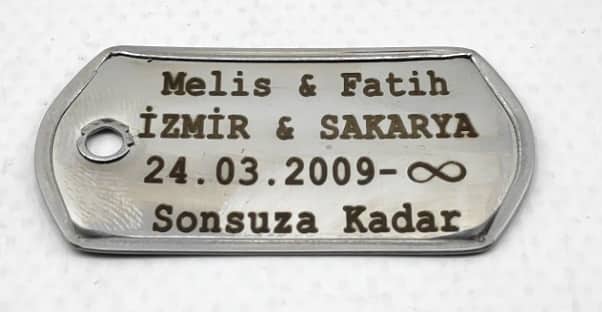 Melis & Fatih
İZMİR & SAKARYA
24.03.2009-∞
Sonsuza Kadar